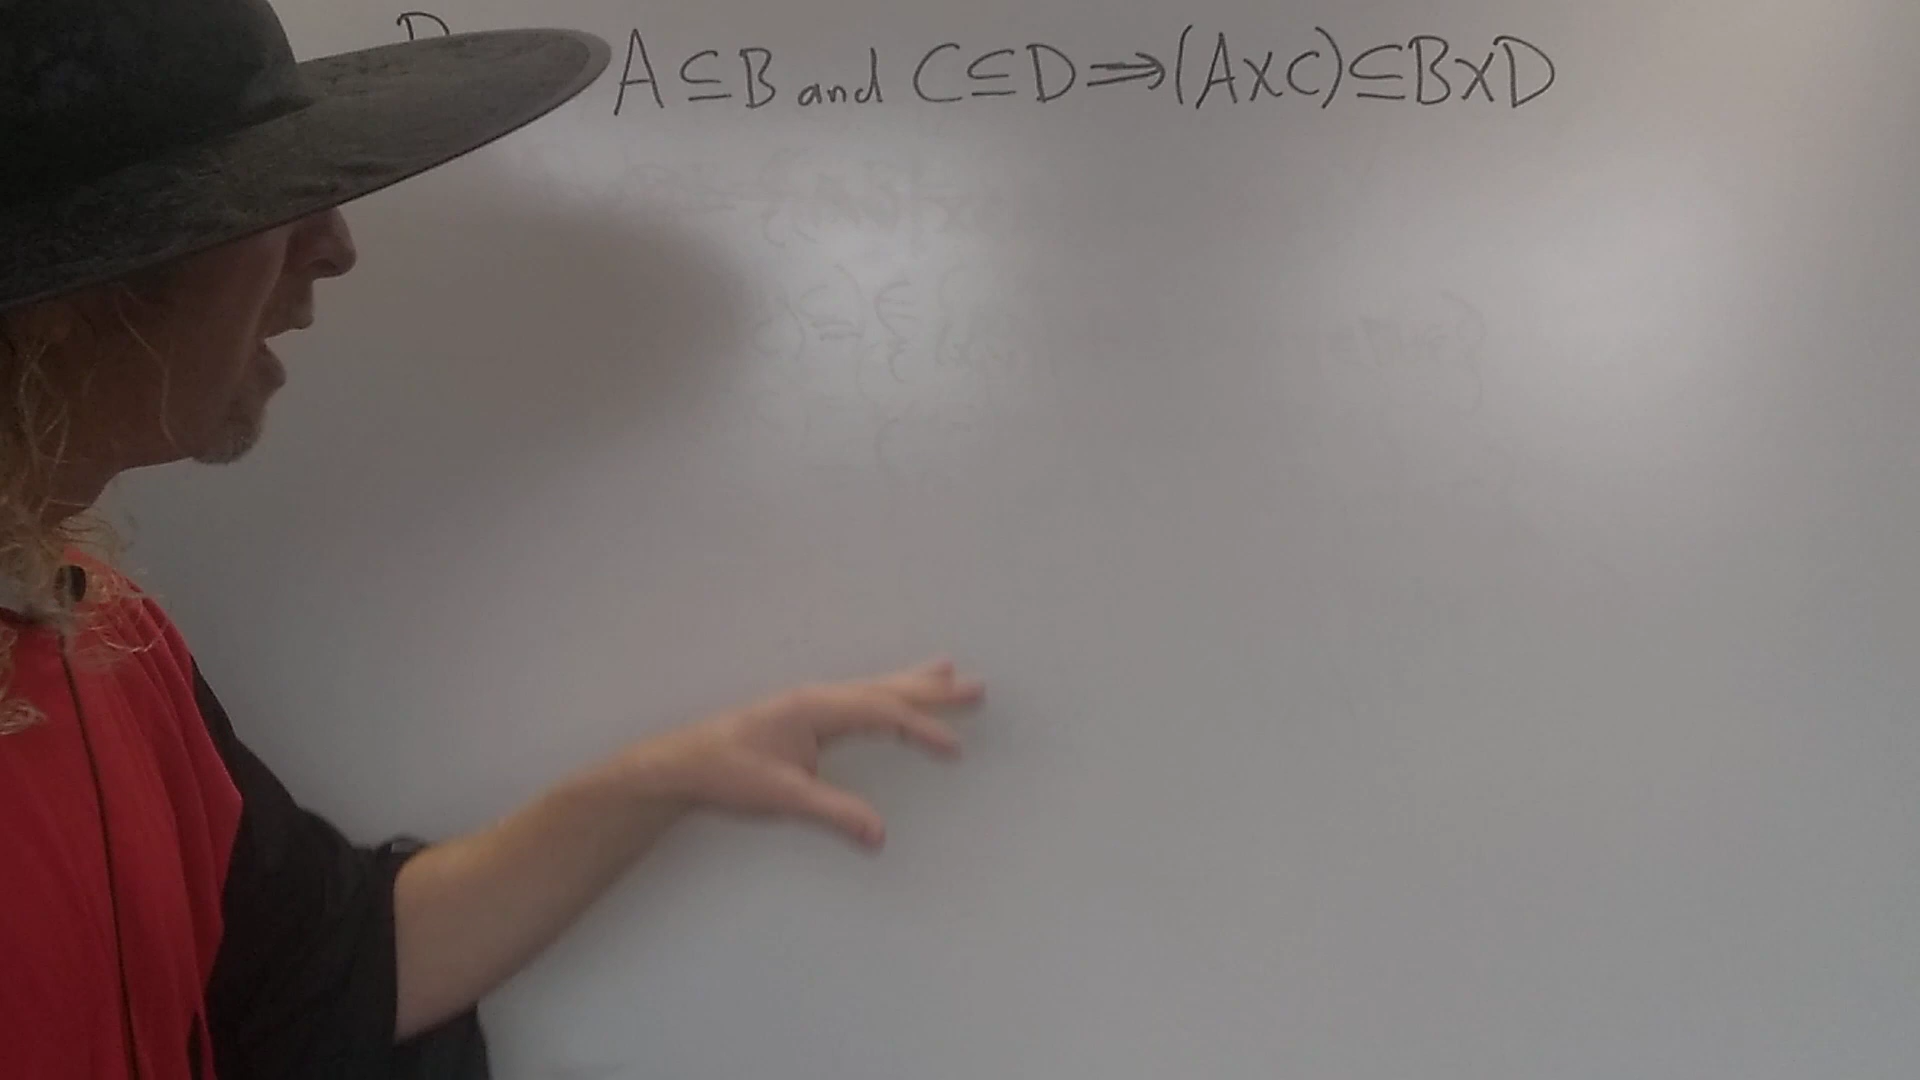 A ⊆ B and C ⊆ D ⇒ (A x C) ⊆ B x D